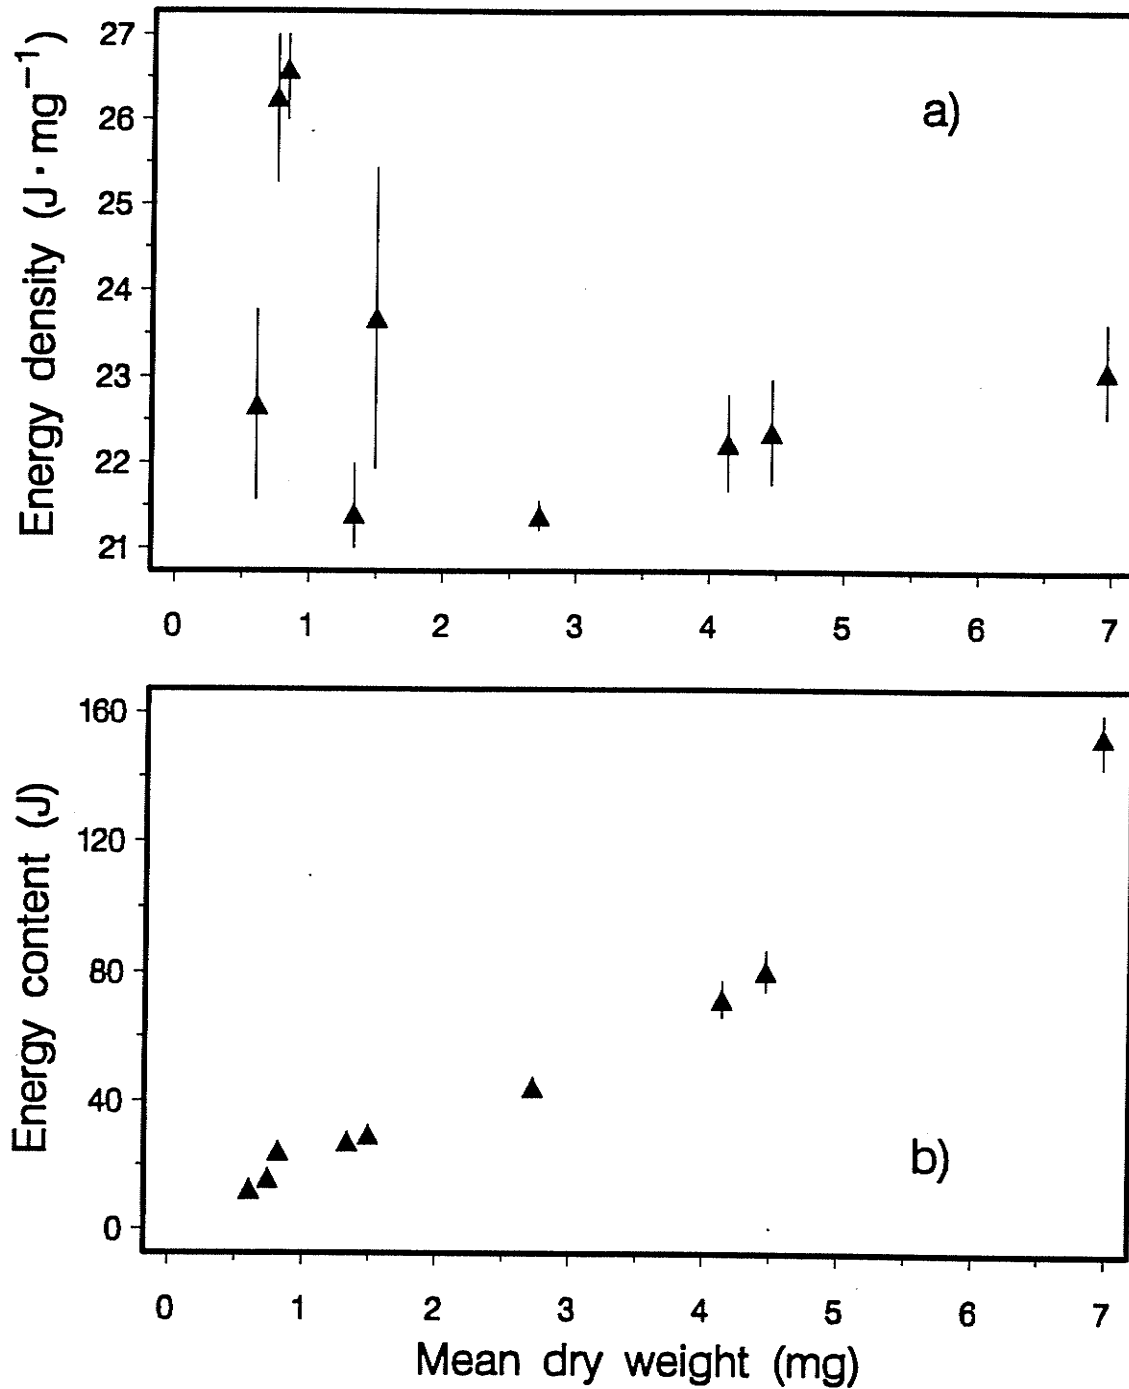 Energy density (J · mg⁻¹)
27
26
25
24
23
22
21
a)
0 1 2 3 4 5 6 7
Energy content (J)
160
120
80
40
0
b)
0 1 2 3 4 5 6 7
Mean dry weight (mg)